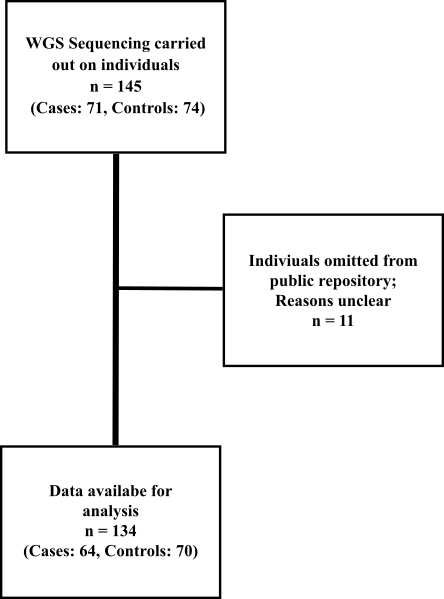 WGS Sequencing carried
out on individuals
n = 145
(Cases: 71, Controls: 74)
Indiviuals omitted from
public repository;
Reasons unclear
n = 11
Data availabe for
analysis
n = 134
(Cases: 64, Controls: 70)